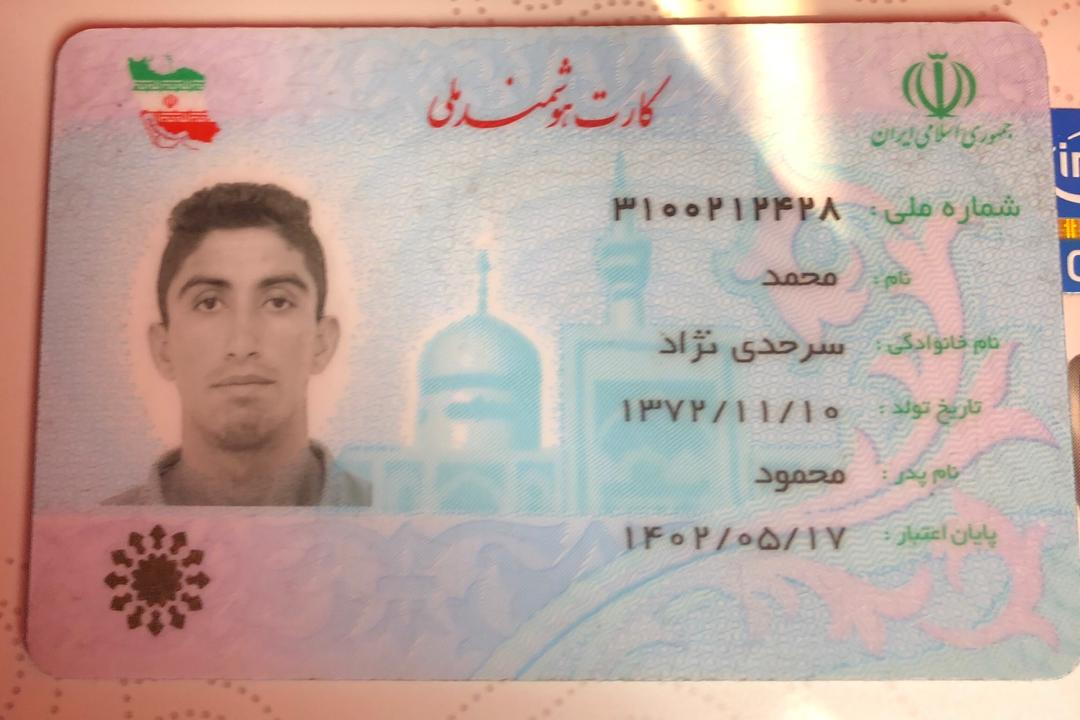 کارت هوشمند ملی
جمهوری اسلامی ایران
شماره ملی : ۳۱۰۰۲۱۲۴۲۸
نام : محمد
نام خانوادگی : سرحدی نژاد
تاریخ تولد : ۱۳۷۲/۱۱/۱۰
نام پدر : محمود
پایان اعتبار : ۱۴۰۲/۰۵/۱۷